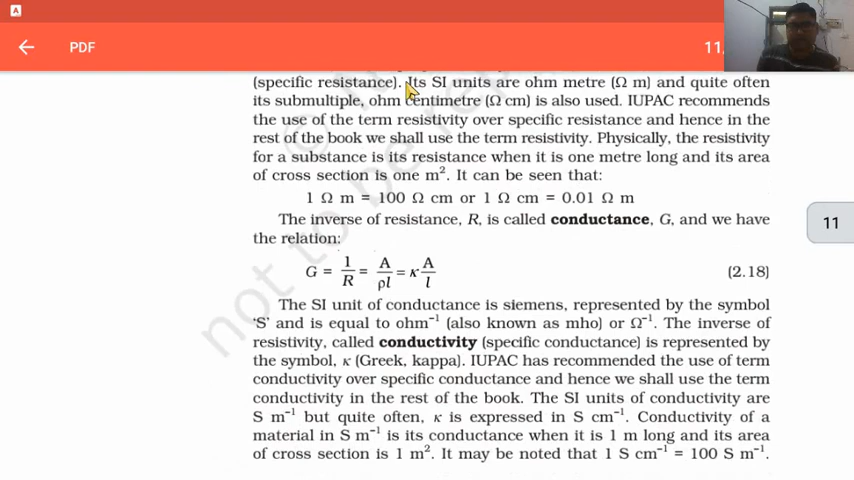 A
PDF
11
(specific resistance). Its SI units are ohm metre (Ω m) and quite often
its submultiple, ohm centimetre (Ω cm) is also used. IUPAC recommends
the use of the term resistivity over specific resistance and hence in the
rest of the book we shall use the term resistivity. Physically, the resistivity
for a substance is its resistance when it is one metre long and its area
of cross section is one m². It can be seen that:
1 Ω m = 100 Ω cm or 1 Ω cm = 0.01 Ω m
The inverse of resistance, R, is called conductance, G, and we have
the relation:
G = 1/R = A/ρl = κ A/l (2.18)
11
The SI unit of conductance is siemens, represented by the symbol
‘S’ and is equal to ohm⁻¹ (also known as mho) or Ω⁻¹. The inverse of
resistivity, called conductivity (specific conductance) is represented by
the symbol, κ (Greek, kappa). IUPAC has recommended the use of term
conductivity over specific conductance and hence we shall use the term
conductivity in the rest of the book. The SI units of conductivity are
S m⁻¹ but quite often, κ is expressed in S cm⁻¹. Conductivity of a
material in S m⁻¹ is its conductance when it is 1 m long and its area
of cross section is 1 m². It may be noted that 1 S cm⁻¹ = 100 S m⁻¹.
not to be re